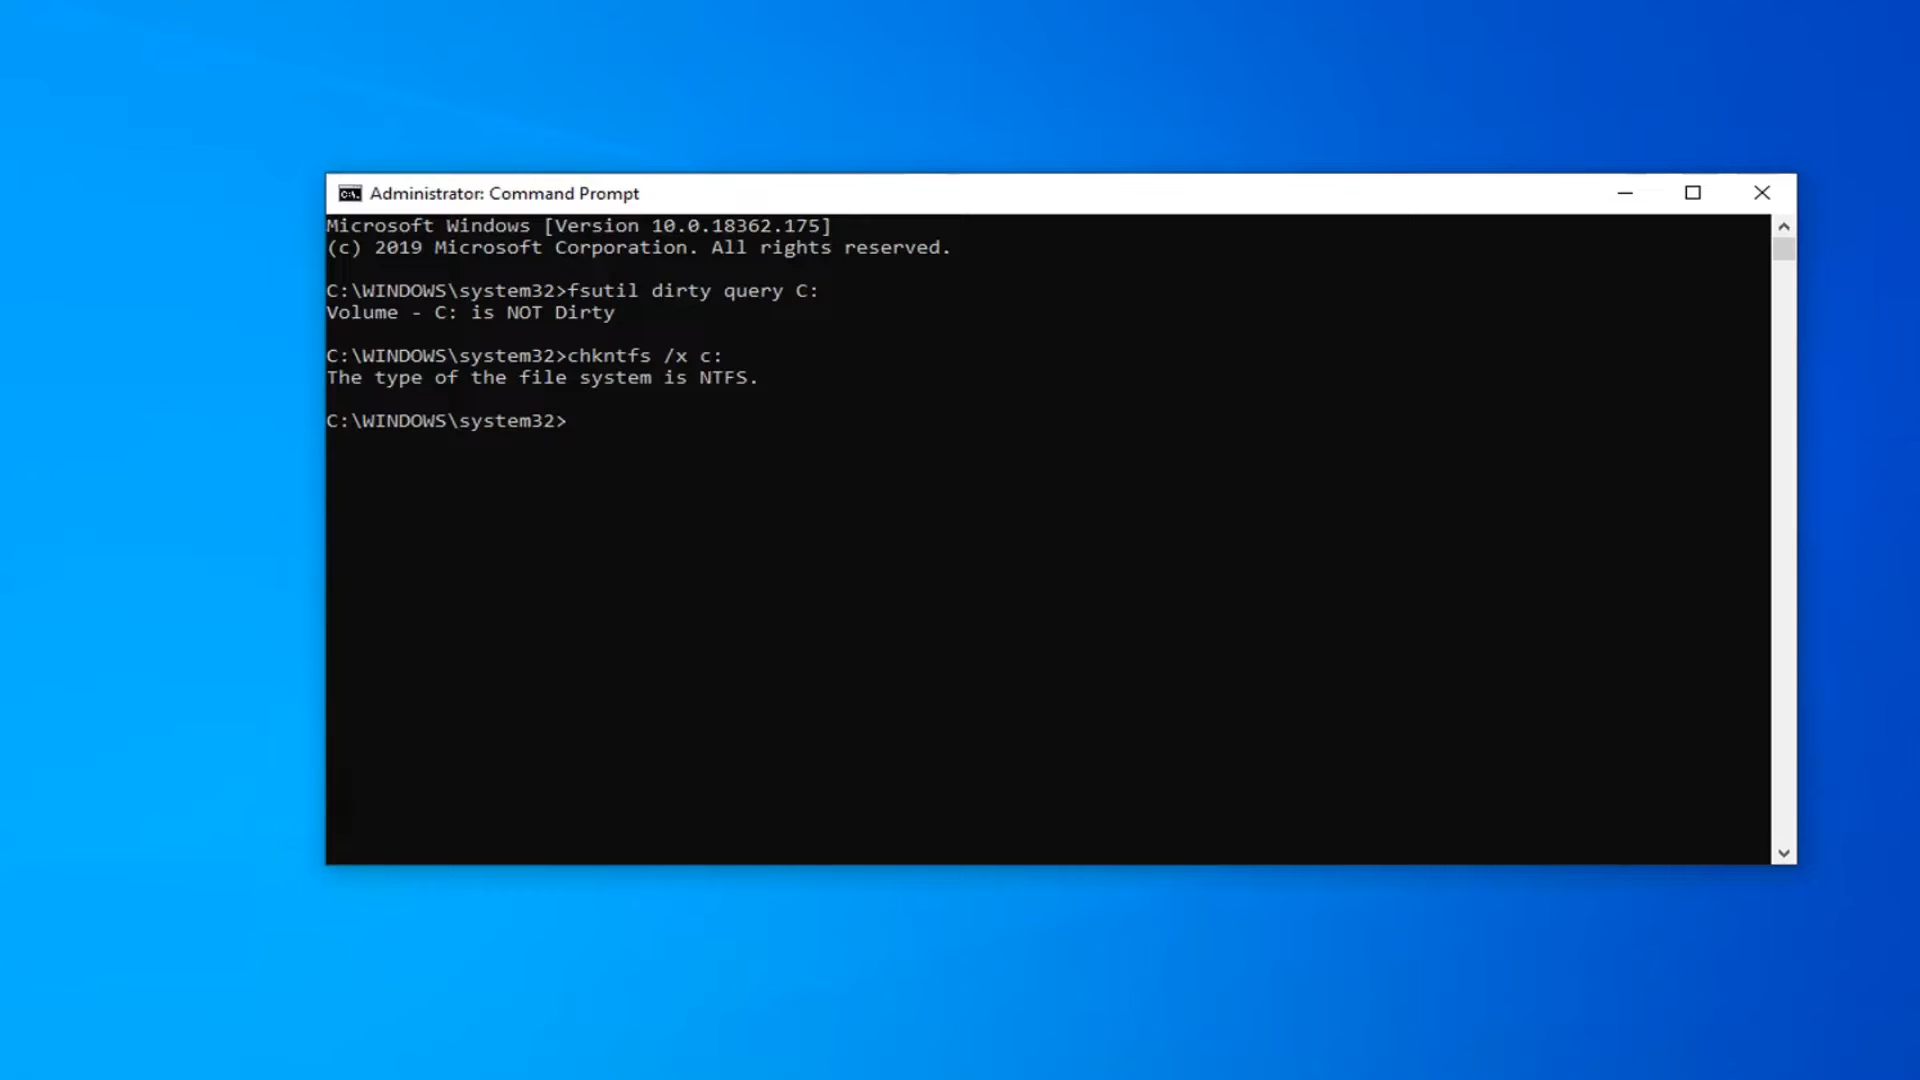 Administrator: Command Prompt
Microsoft Windows [Version 10.0.18362.175]
(c) 2019 Microsoft Corporation. All rights reserved.
C:\WINDOWS\system32>fsutil dirty query C:
Volume - C: is NOT Dirty
C:\WINDOWS\system32>chkntfs /x c:
The type of the file system is NTFS.
C:\WINDOWS\system32>